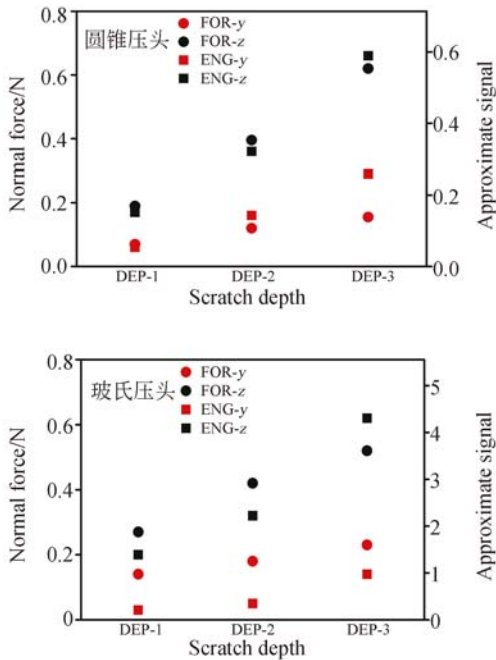 0.8
0.6
0.4
0.2
0.0
Normal force/N
圆锥压头
FOR-y
FOR-z
ENG-y
ENG-z
0.6
0.4
0.2
0.0
Approximate signal
DEP-1 DEP-2 DEP-3
Scratch depth
0.8
0.6
0.4
0.2
0
Normal force/N
玻氏压头
FOR-y
FOR-z
ENG-y
ENG-z
5
4
3
2
1
0
Approximate signal
DEP-1 DEP-2 DEP-3
Scratch depth